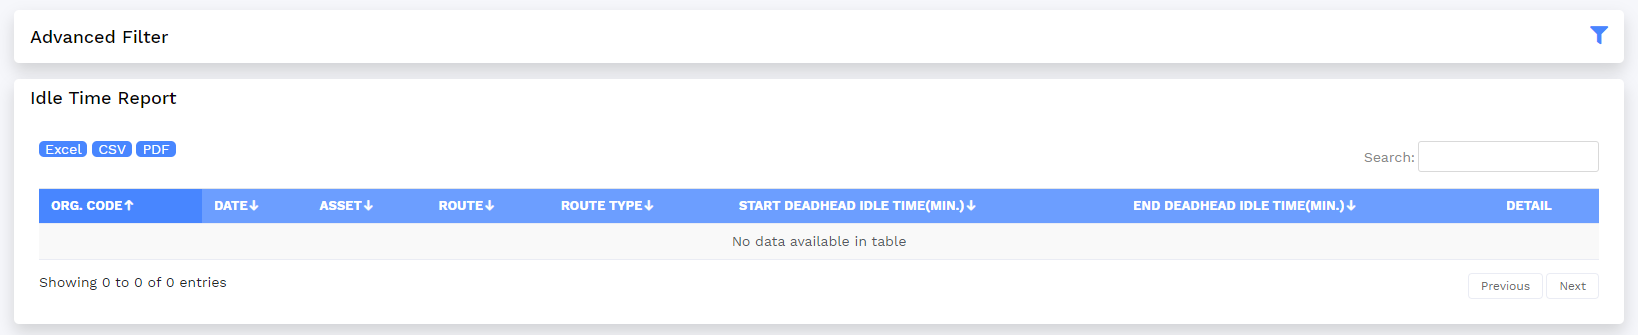 Advanced Filter
Idle Time Report
Excel CSV PDF
Search:
ORG. CODE↑ DATE↓ ASSET↓ ROUTE↓ ROUTE TYPE↓ START DEADHEAD IDLE TIME(MIN.)↓ END DEADHEAD IDLE TIME(MIN.)↓ DETAIL
No data available in table
Showing 0 to 0 of 0 entries
Previous Next